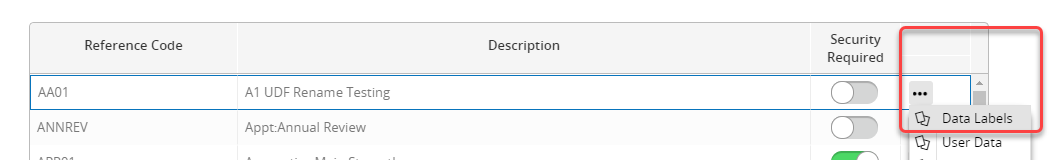 Reference Code
Description
Security
Required
AA01
A1 UDF Rename Testing
•••
Data Labels
ANNREV
Appt:Annual Review
User Data